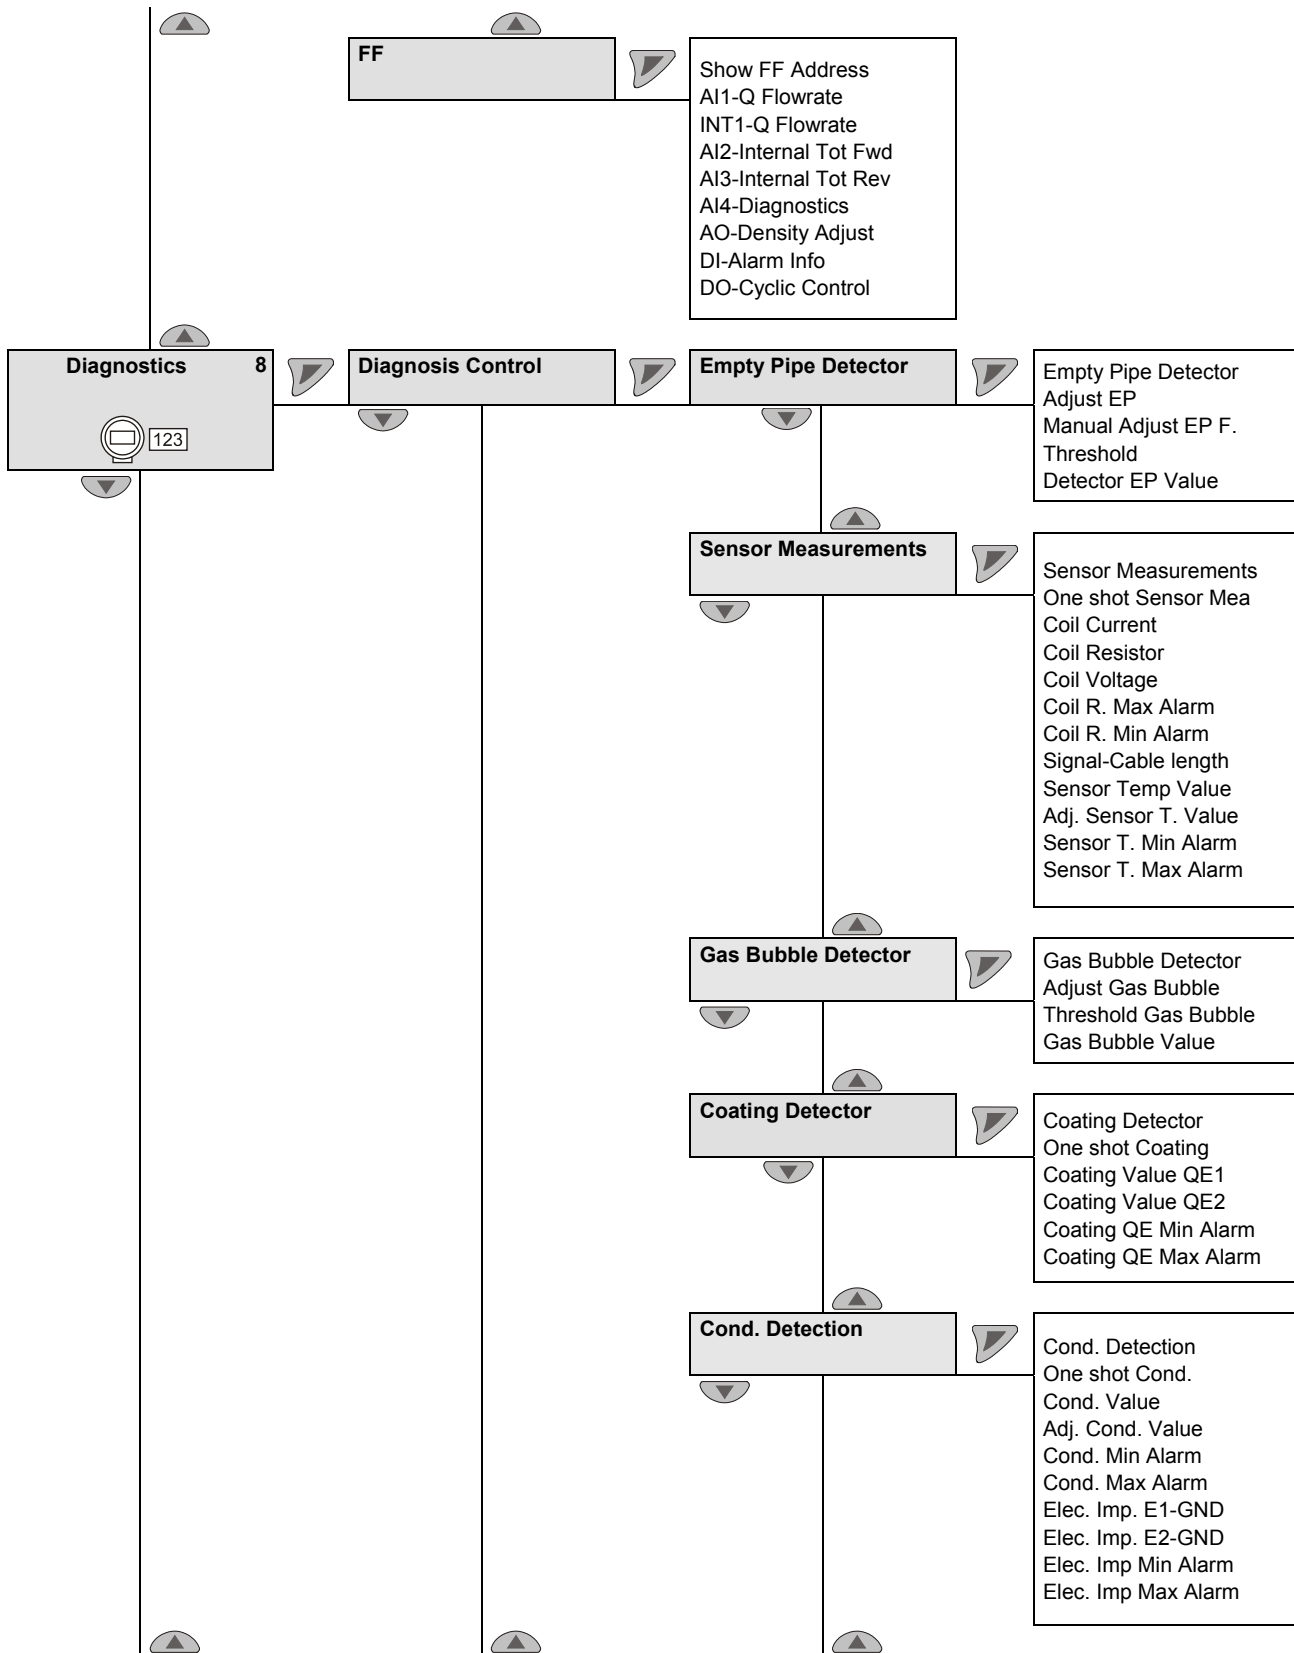 FF
Show FF Address
AI1-Q Flowrate
INT1-Q Flowrate
AI2-Internal Tot Fwd
AI3-Internal Tot Rev
AI4-Diagnostics
AO-Density Adjust
DI-Alarm Info
DO-Cyclic Control
Diagnostics 8
123
Diagnosis Control
Empty Pipe Detector
Empty Pipe Detector
Adjust EP
Manual Adjust EP F.
Threshold
Detector EP Value
Sensor Measurements
Sensor Measurements
One shot Sensor Mea
Coil Current
Coil Resistor
Coil Voltage
Coil R. Max Alarm
Coil R. Min Alarm
Signal-Cable length
Sensor Temp Value
Adj. Sensor T. Value
Sensor T. Min Alarm
Sensor T. Max Alarm
Gas Bubble Detector
Gas Bubble Detector
Adjust Gas Bubble
Threshold Gas Bubble
Gas Bubble Value
Coating Detector
Coating Detector
One shot Coating
Coating Value QE1
Coating Value QE2
Coating QE Min Alarm
Coating QE Max Alarm
Cond. Detection
Cond. Detection
One shot Cond.
Cond. Value
Adj. Cond. Value
Cond. Min Alarm
Cond. Max Alarm
Elec. Imp. E1-GND
Elec. Imp. E2-GND
Elec. Imp Min Alarm
Elec. Imp Max Alarm